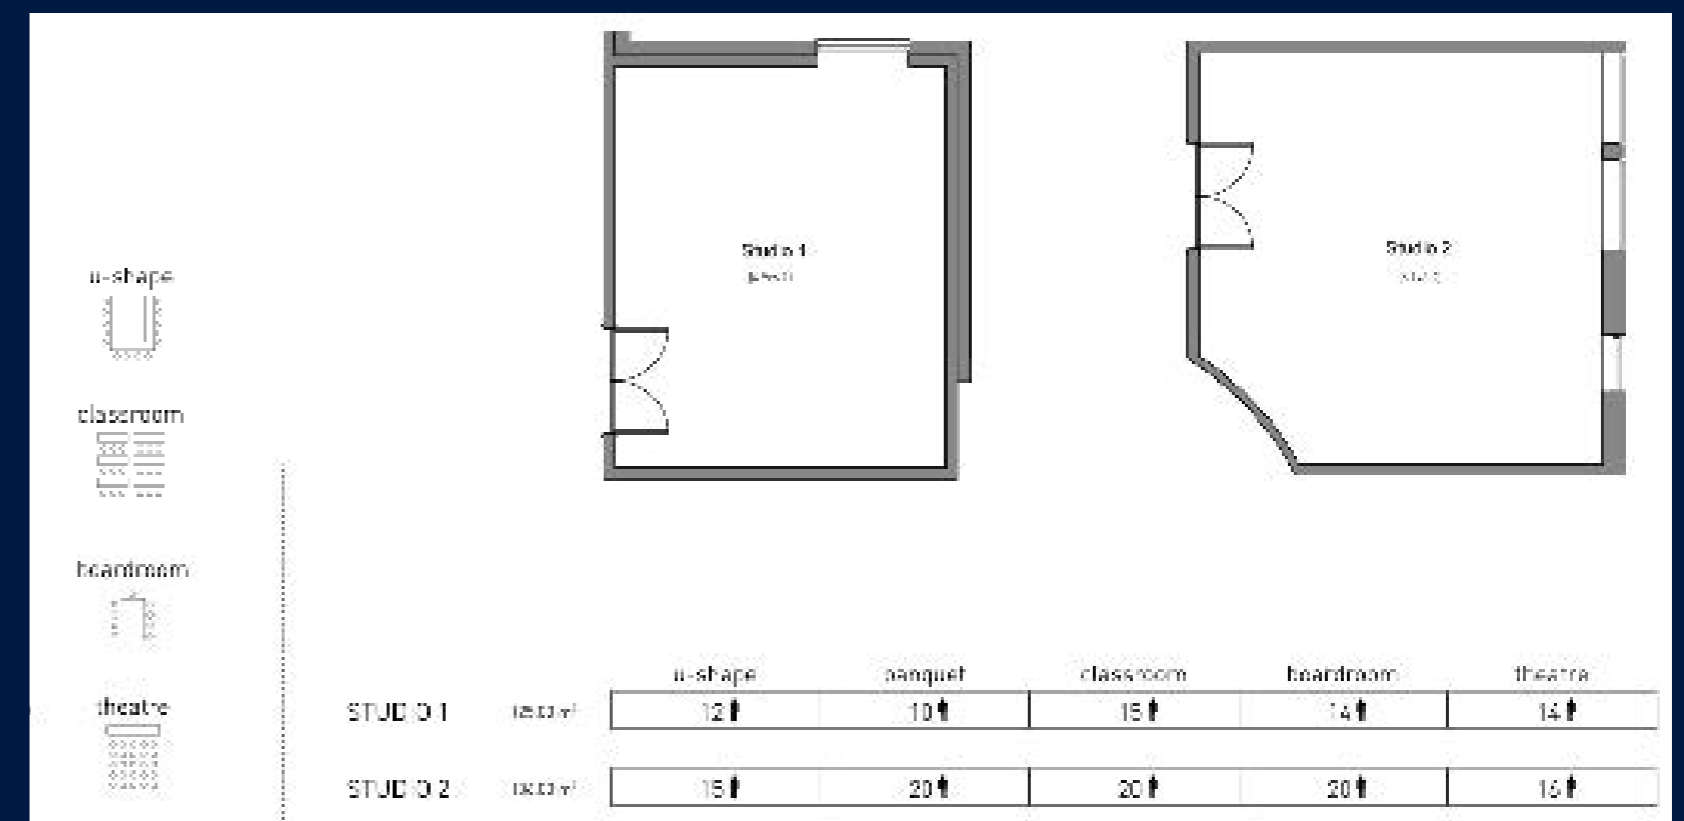 Studio 1
Studio 2
u-shape
classroom
boardroom
theatre
u-shape banquet classroom boardroom theatre
STUDIO 1 12 10 15 14 14
STUDIO 2 15 20 20 20 16